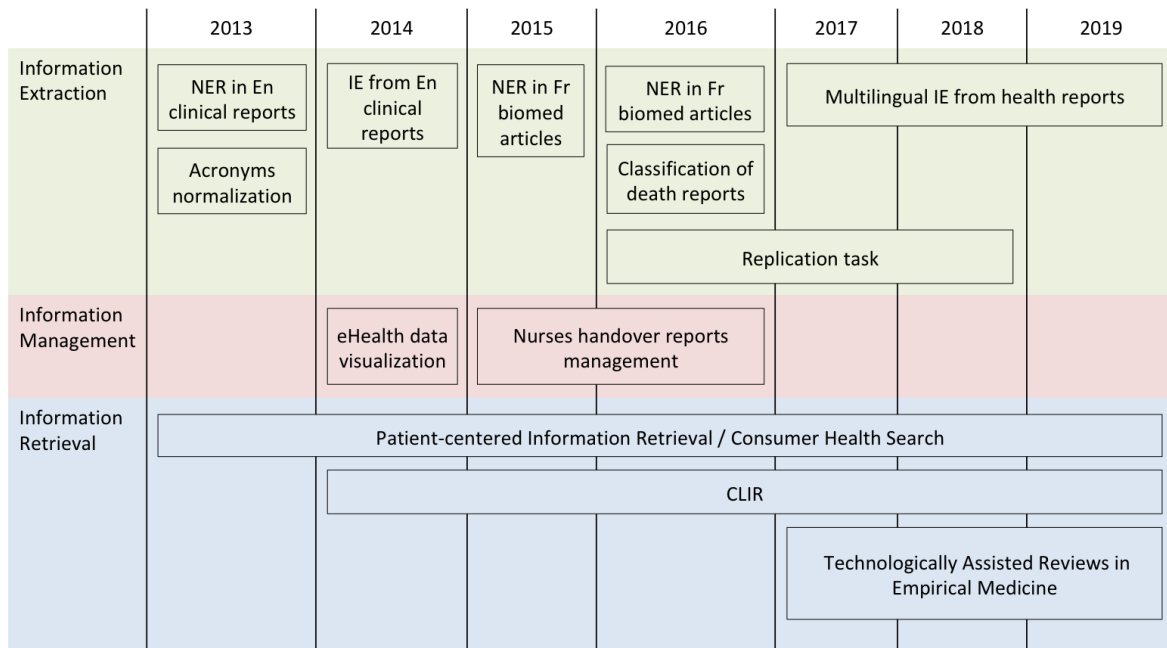 2013 2014 2015 2016 2017 2018 2019
Information
Extraction
NER in En
clinical reports
IE from En
clinical
reports
NER in Fr
biomed
articles
NER in Fr
biomed articles
Multilingual IE from health reports
Acronyms
normalization
Classification of
death reports
Replication task
Information
Management
eHealth data
visualization
Nurses handover reports
management
Information
Retrieval
Patient-centered Information Retrieval / Consumer Health Search
CLIR
Technologically Assisted Reviews in
Empirical Medicine